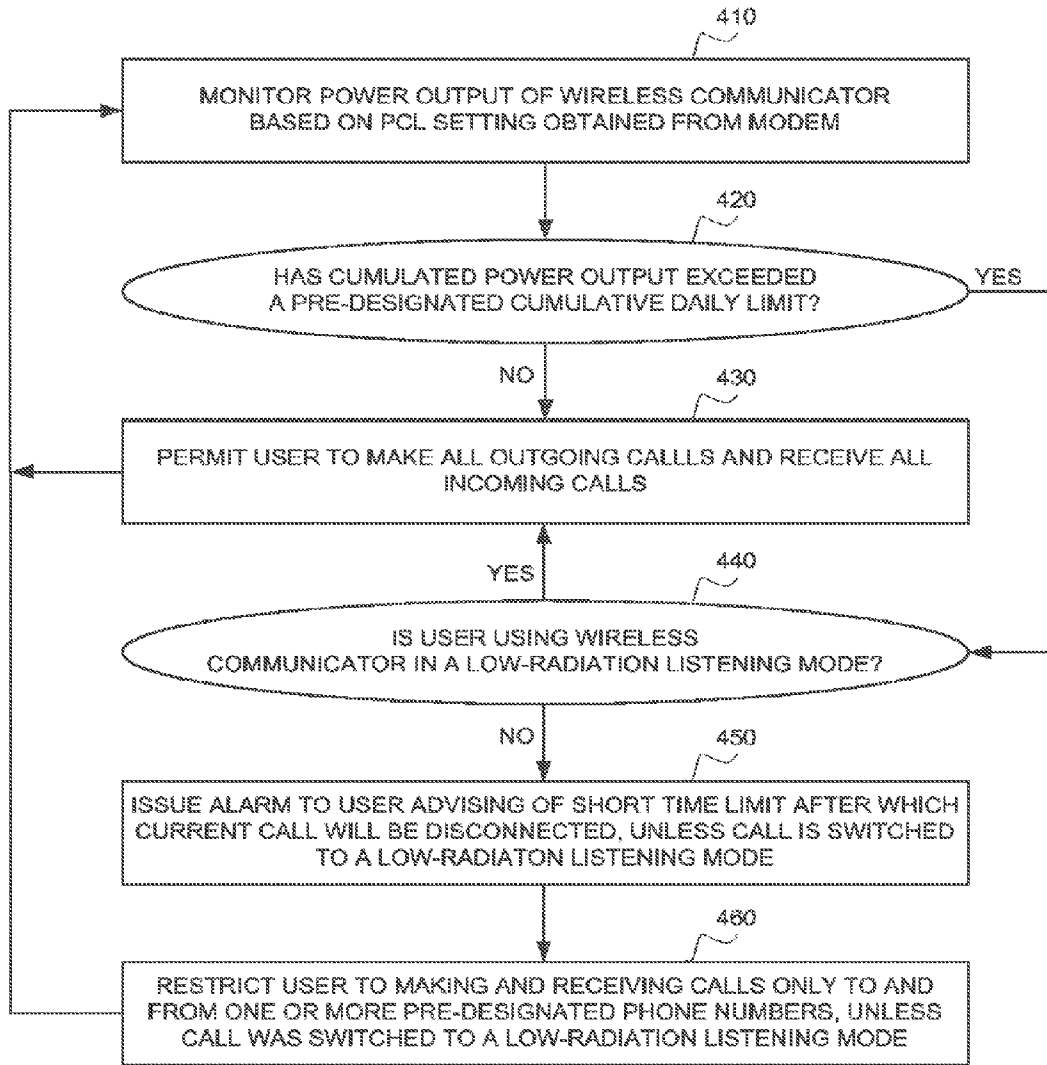 410
MONITOR POWER OUTPUT OF WIRELESS COMMUNICATOR
BASED ON PCL SETTING OBTAINED FROM MODEM
420
HAS CUMULATED POWER OUTPUT EXCEEDED
A PRE-DESIGNATED CUMULATIVE DAILY LIMIT?
YES
NO
430
PERMIT USER TO MAKE ALL OUTGOING CALLLS AND RECEIVE ALL
INCOMING CALLS
YES
440
IS USER USING WIRELESS
COMMUNICATOR IN A LOW-RADIATION LISTENING MODE?
NO
450
ISSUE ALARM TO USER ADVISING OF SHORT TIME LIMIT AFTER WHICH
CURRENT CALL WILL BE DISCONNECTED, UNLESS CALL IS SWITCHED
TO A LOW-RADIATON LISTENING MODE
460
RESTRICT USER TO MAKING AND RECEIVING CALLS ONLY TO AND
FROM ONE OR MORE PRE-DESIGNATED PHONE NUMBERS, UNLESS
CALL WAS SWITCHED TO A LOW-RADIATION LISTENING MODE